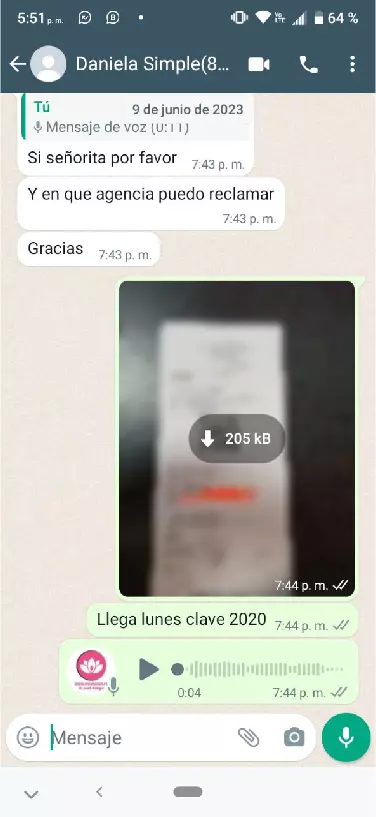 5:51 p. m.
64 %
Daniela Simple(8...
Tú 9 de junio de 2023
Mensaje de voz (0:11)
Si señorita por favor 7:43 p. m.
Y en que agencia puedo reclamar
7:43 p. m.
Gracias 7:43 p. m.
205 kB
7:44 p. m.
Llega lunes clave 2020 7:44 p. m.
0:04 7:44 p. m.
Mensaje